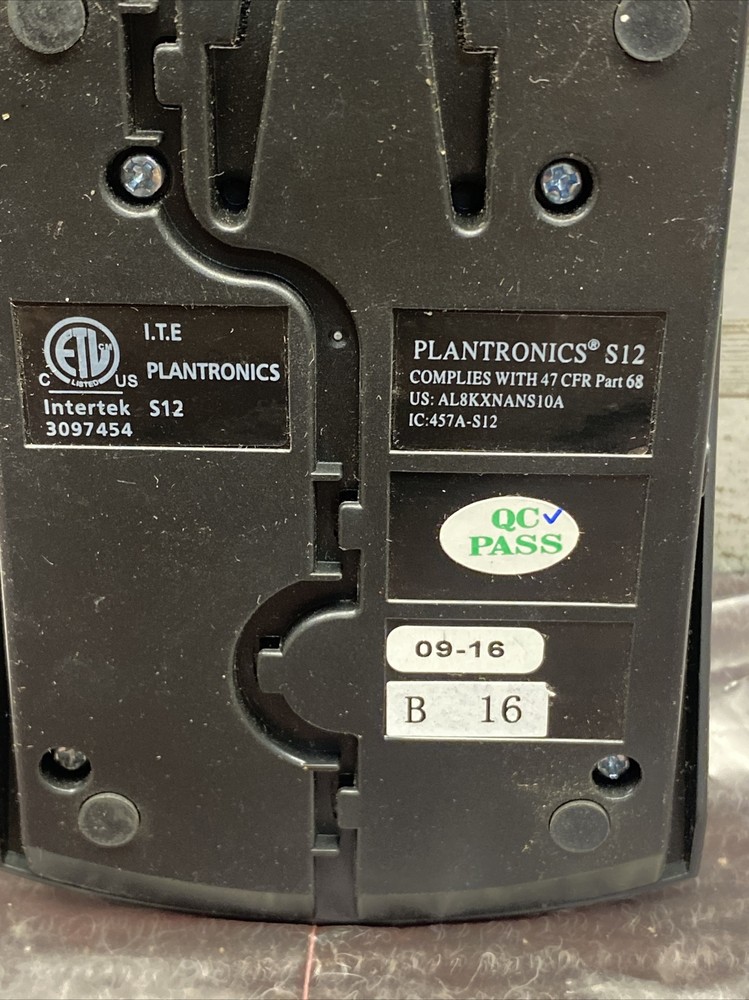 I.T.E
ETL CM
C LISTED US
PLANTRONICS
Intertek S12
3097454
PLANTRONICS® S12
COMPLIES WITH 47 CFR Part 68
US: AL8KXNANS10A
IC:457A-S12
QC✓
PASS
09-16
B 16